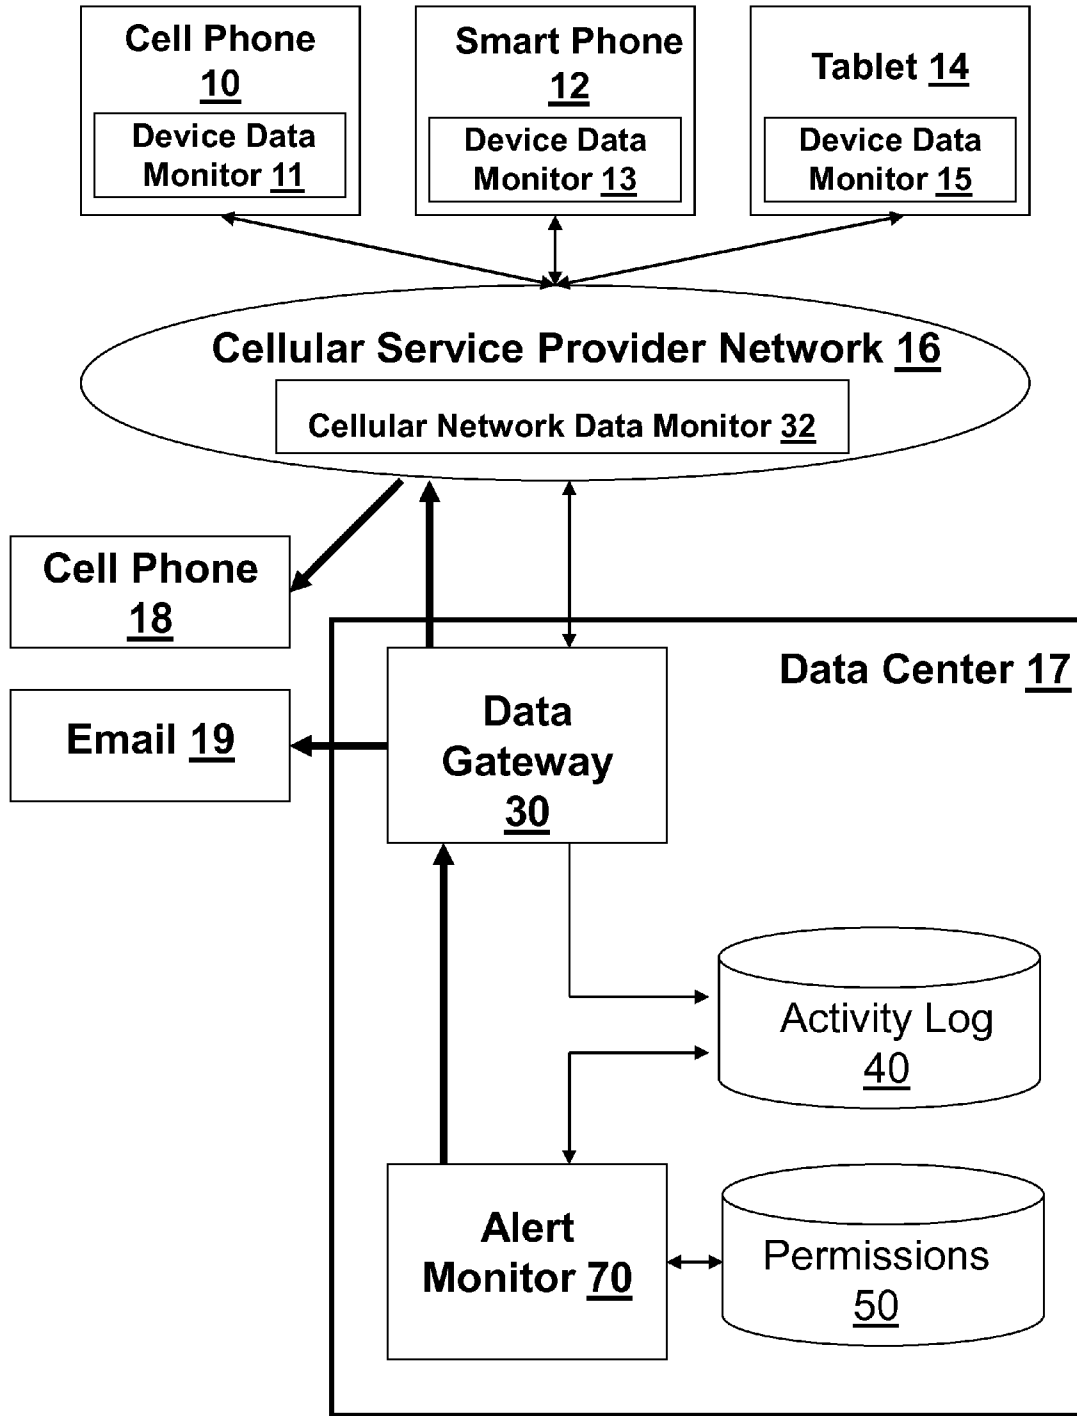 Cell Phone
10
Device Data
Monitor 11
Smart Phone
12
Device Data
Monitor 13
Tablet 14
Device Data
Monitor 15
Cellular Service Provider Network 16
Cellular Network Data Monitor 32
Cell Phone
18
Email 19
Data Center 17
Data
Gateway
30
Activity Log
40
Alert
Monitor 70
Permissions
50